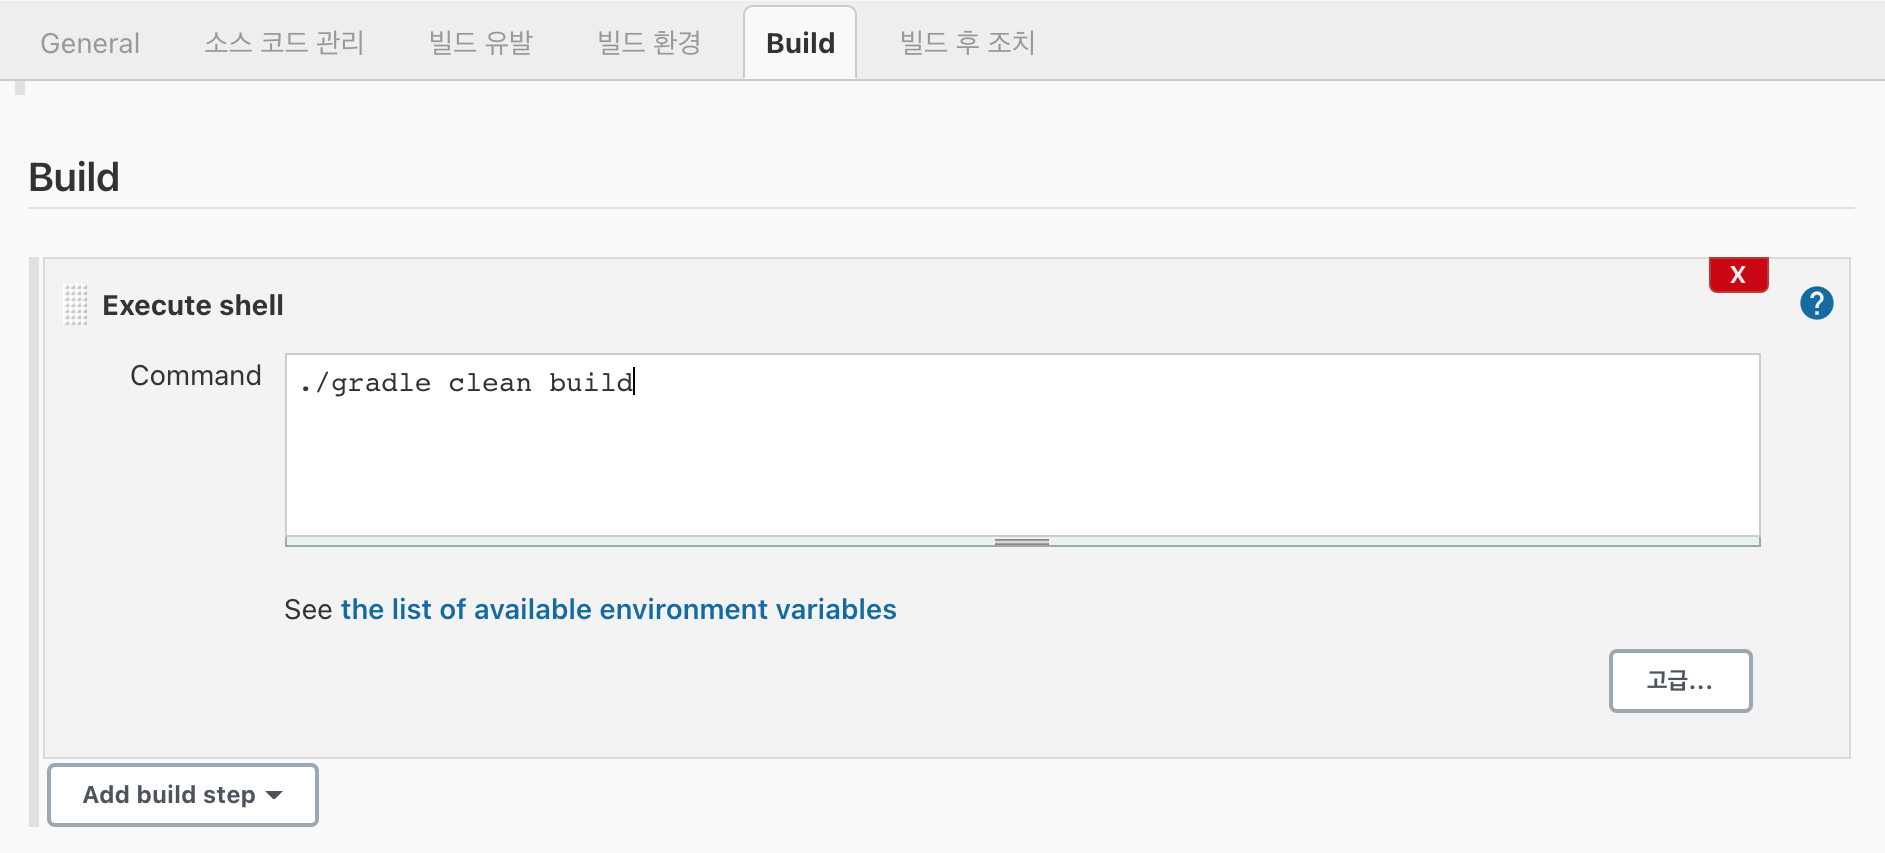 General 소스 코드 관리 빌드 유발 빌드 환경 Build 빌드 후 조치
Build
X
Execute shell
?
Command
./gradle clean build
See the list of available environment variables
고급...
Add build step